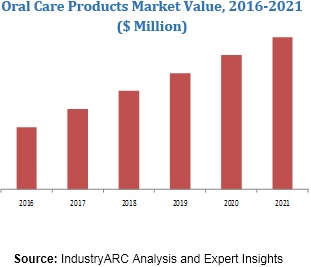 Oral Care Products Market Value, 2016-2021
($ Million)
2016 2017 2018 2019 2020 2021
Source: IndustryARC Analysis and Expert Insights